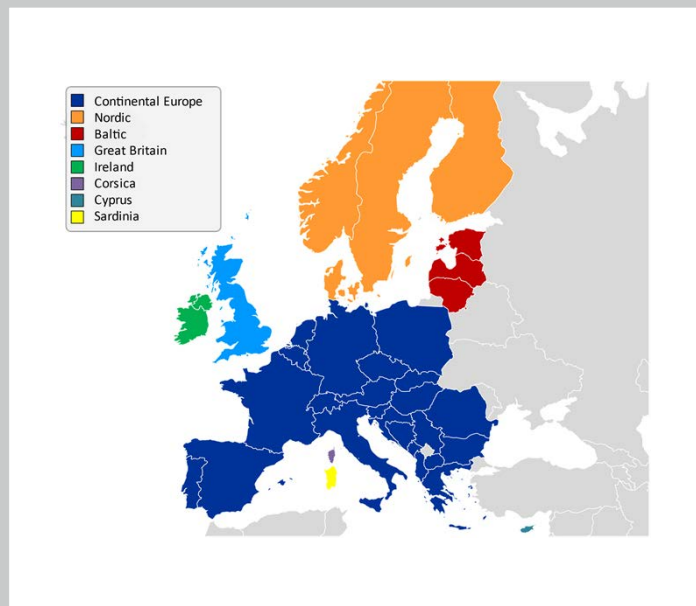 Continental Europe
Nordic
Baltic
Great Britain
Ireland
Corsica
Cyprus
Sardinia